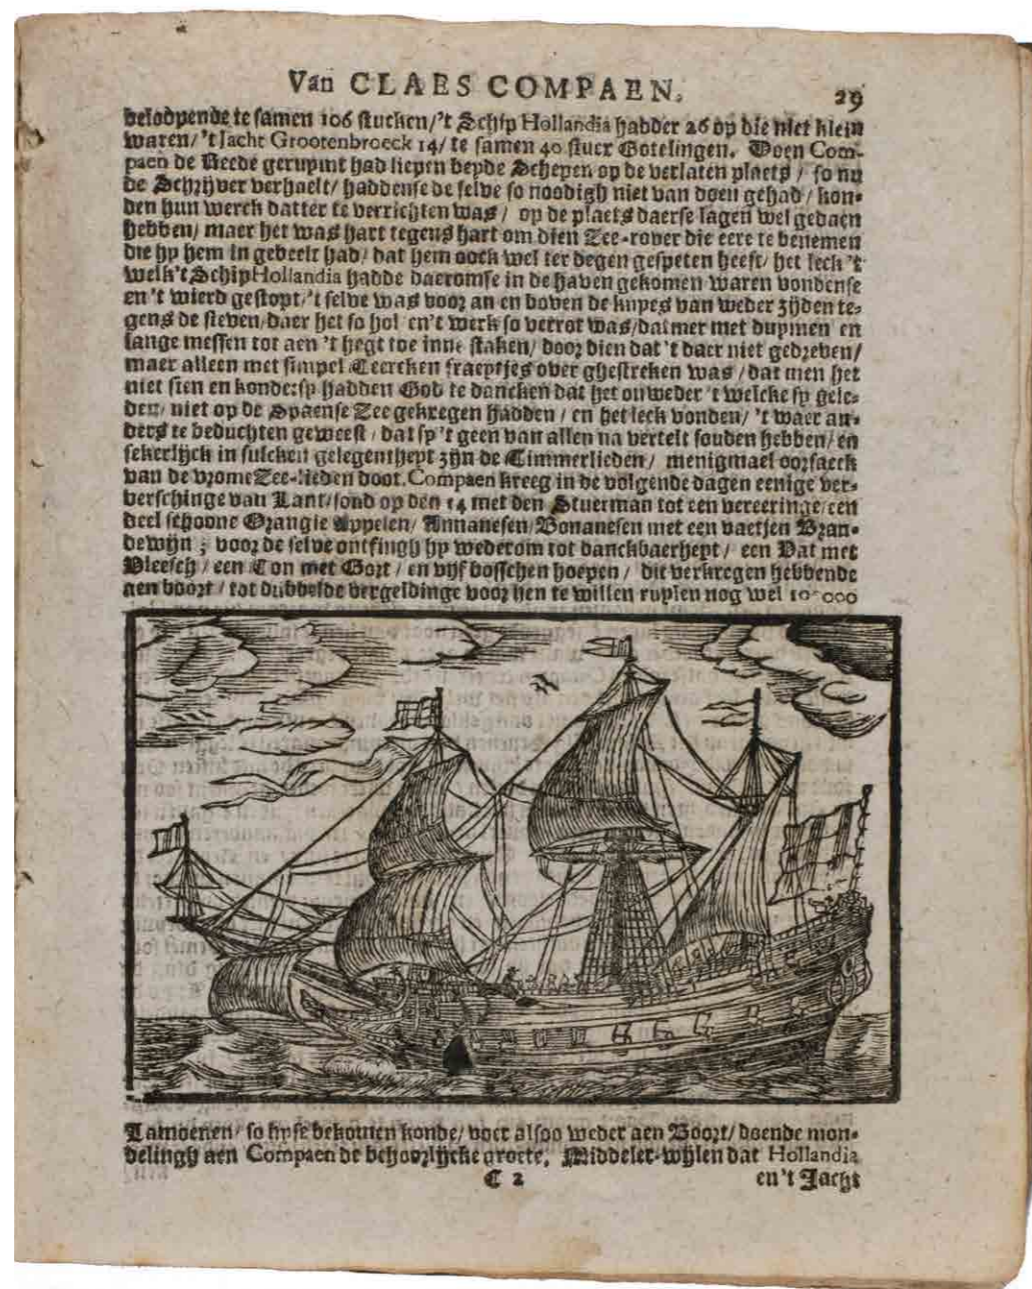 Van CLAES COMPAEN. 29
belodpende te samen 106 stucken/'t Schip Hollandia hadder 26 op die niet klein
waren/'t Jacht Grootenbroeck 14/ te samen 40 stucx Gotelingen. Doen Com-
paen de Reede geruymt had liepen beyde Schepen op de verlaten plaets / so nu
de Schrijver verhaelt/ haddense de selve so noodigh niet van doen gehad / kon-
den hun werck datter te verrichten was / op de plaets daerse lagen wel gedaen
hebben/ maer het was hart tegens hart om dien Zee-rover die eere te benemen
die hy hem in gebeelt had/ dat hem oock wel ter degen gespeten heeft/ het leck 't
welk't Schip Hollandia hadde daeromse in de haven gekomen waren vondense
en't wierd gestopt/'t selve was voor an en boven de kupes van weder zijden te-
gens de steven/daer het so hol en't werk so verrot was/datmer met duymen en
lange messen tot aen 't hegt toe inne staken/ door dien dat 't daer niet gedreven/
maer alleen met simpel Teercken fraeptjes over ghestreken was / dat men het
niet sien en konde:sy hadden God te dancken dat het onweder 't welcke sy gele-
den/ niet op de Spaense Zee gekregen hadden / en het leck vonden/ 't waer an-
ders te beduchten geweest / dat sy 't geen van allen na vertelt souden hebben/ en
sekerlijck in sulcken gelegentheyt zijn de Timmerlieden / menigmael oorsaeck
van de vrome Zee-lieden doot. Compaen kreeg in de volgende dagen eenige ver-
verschinge van Lant/sond op den 14 met den Stuerman tot een vereeringe/een
deel schoone Orangie Appelen/ Annanesen/Bonanesen met een vaetjen Bran-
dewijn ; voor de selve ontfingh hy wederom tot danckbaerheyt / een Vat met
Vleesch / een Ton met Gort / en vijf bosschen hoepen / dit verkregen hebbende
aen boort / tot dubbelde vergeldinge voor hen te willen ruylen nog wel 10000
Lamoenen/ so hyse bekomen konde/ voer alsoo weder aen Boort/ doende mon-
delingh aen Compaen de behoorlijcke groete. Middeler-wijlen dat Hollandia
C 2 en't Jacht